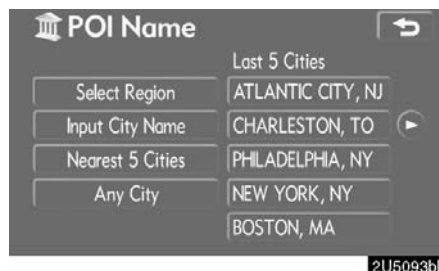 POI Name
Last 5 Cities
Select Region
ATLANTIC CITY, NJ
Input City Name
CHARLESTON, TO
Nearest 5 Cities
PHILADELPHIA, NY
Any City
NEW YORK, NY
BOSTON, MA
2U5093b